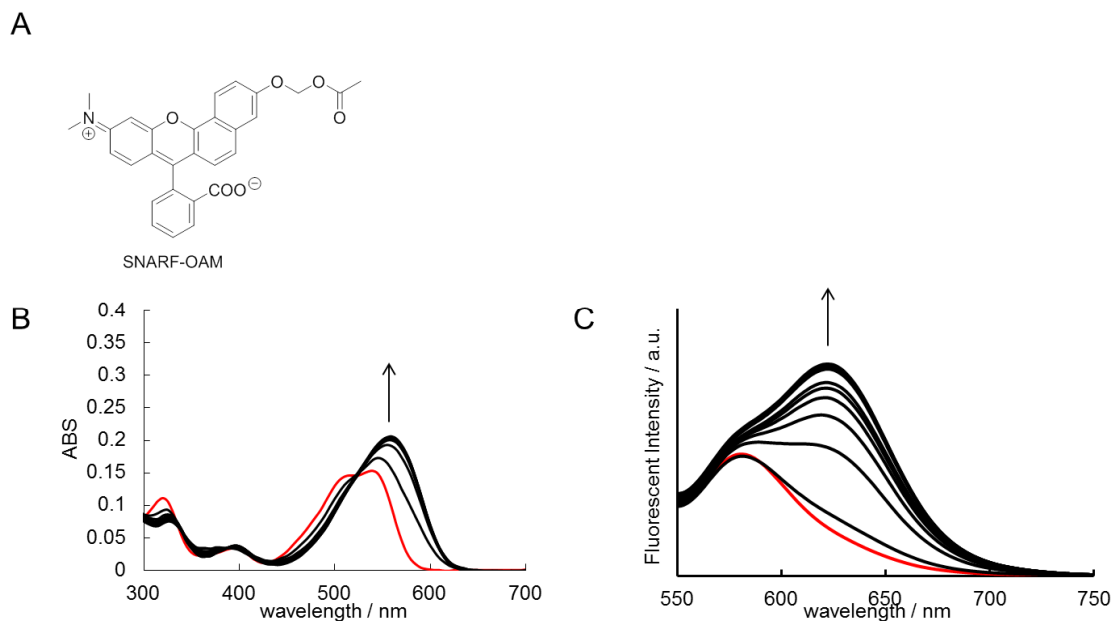 A
O
O
O
O
N
⊕
COO⊖
SNARF-OAM
B
0.4
0.35
0.3
0.25
0.2
0.15
0.1
0.05
0
ABS
300 400 500 600 700
wavelength / nm
C
Fluorescent Intensity / a.u.
550 600 650 700 750
wavelength / nm